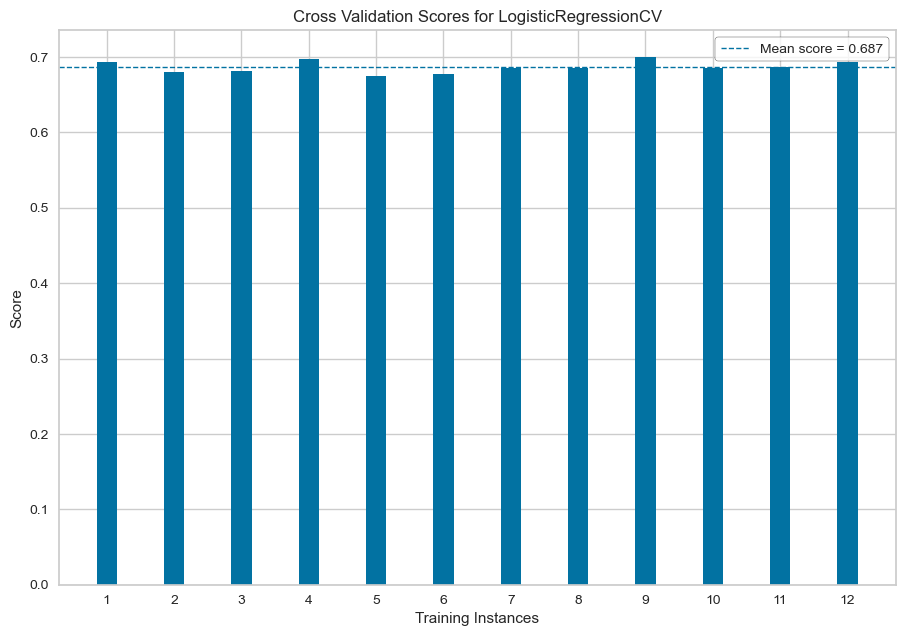 Cross Validation Scores for LogisticRegressionCV
Mean score = 0.687
0.7
0.6
0.5
0.4
0.3
0.2
0.1
0.0
Score
1 2 3 4 5 6 7 8 9 10 11 12
Training Instances